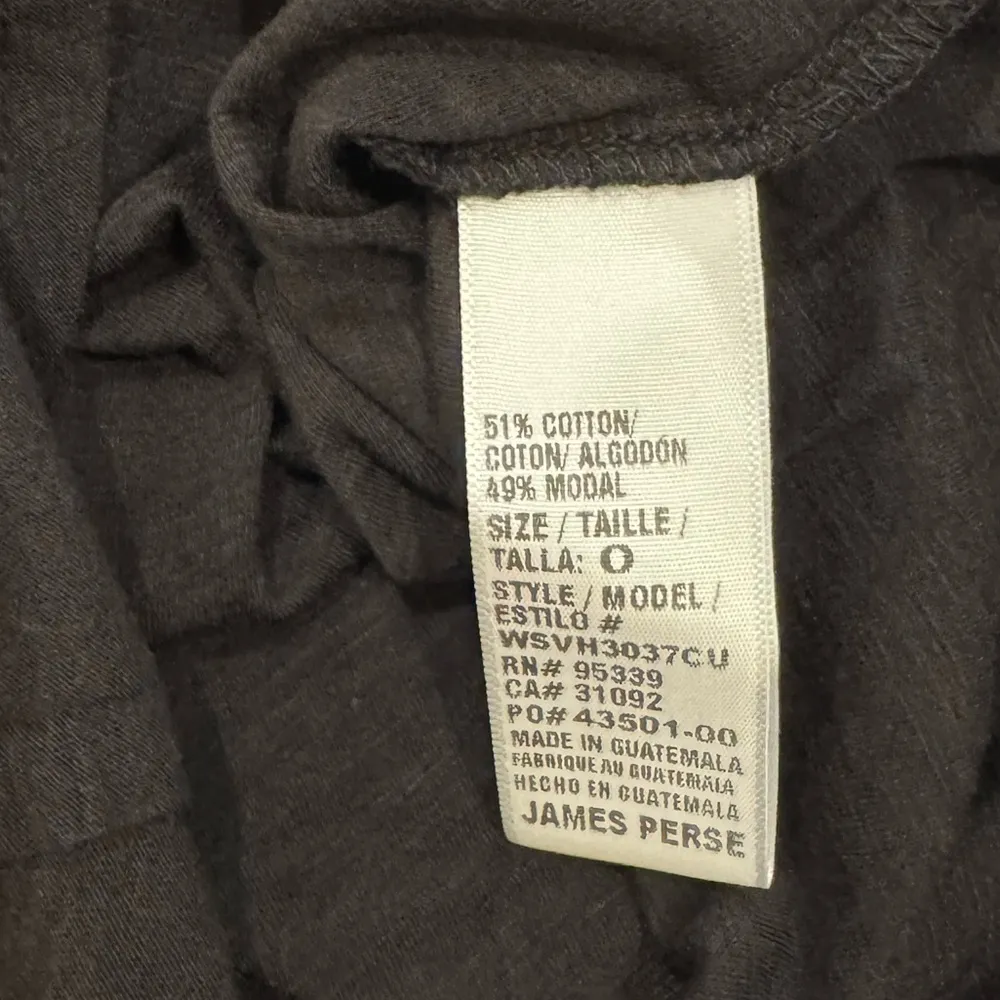 51% COTTON/
COTON/ ALGODÓN
49% MODAL
SIZE / TAILLE /
TALLA: 0
STYLE / MODEL /
ESTILO #
WSVH3037CU
RN# 95339
CA# 31092
PO# 43501-00
MADE IN GUATEMALA
FABRIQUE AU GUATEMALA
HECHO EN GUATEMALA
JAMES PERSE